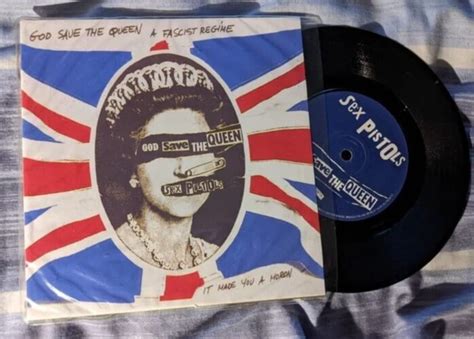 GOD SAVE THE QUEEN A FASCIST REGIME
GOD Save THE QUEEN
SEX PISTOLS
IT MADE YOU A MORON
SEX PISTOLS
GOD Save THE QUEEN